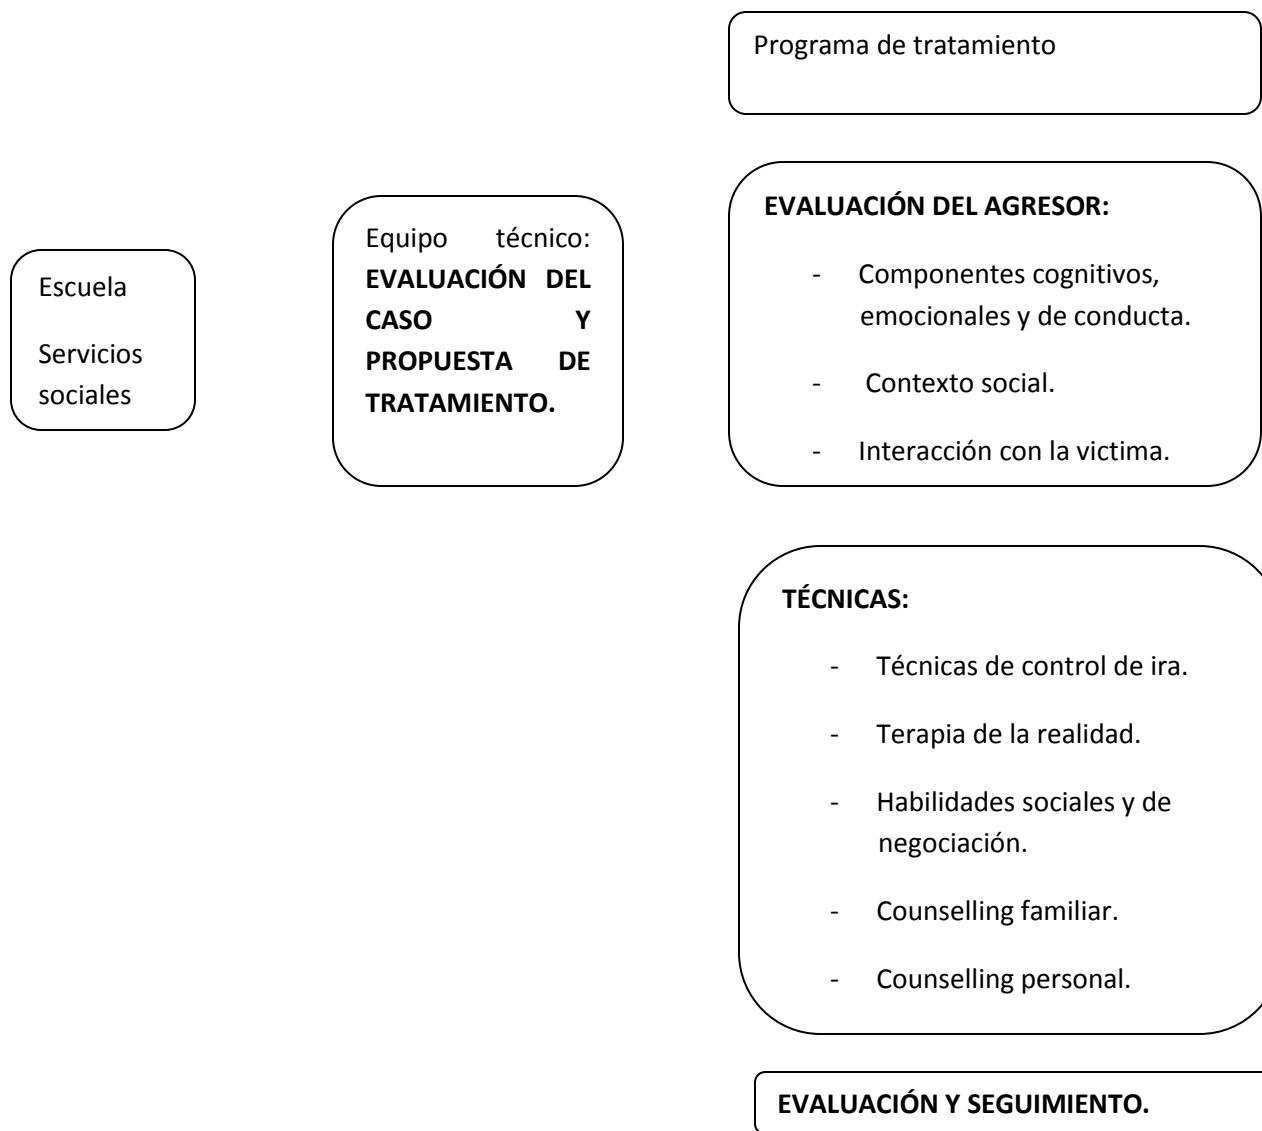 Programa de tratamiento
Escuela
Servicios
sociales
Equipo técnico:
EVALUACIÓN DEL
CASO Y
PROPUESTA DE
TRATAMIENTO.
EVALUACIÓN DEL AGRESOR:
- Componentes cognitivos,
emocionales y de conducta.
- Contexto social.
- Interacción con la victima.
TÉCNICAS:
- Técnicas de control de ira.
- Terapia de la realidad.
- Habilidades sociales y de
negociación.
- Counselling familiar.
- Counselling personal.
EVALUACIÓN Y SEGUIMIENTO.